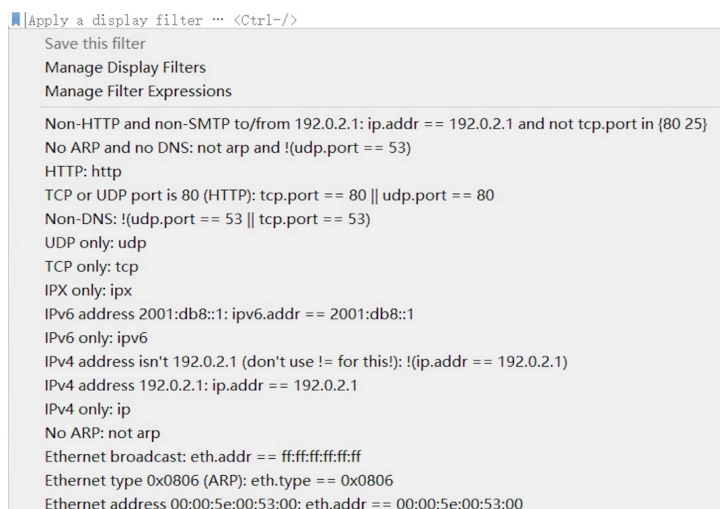 Apply a display filter ⋯ <Ctrl-/>
Save this filter
Manage Display Filters
Manage Filter Expressions
Non-HTTP and non-SMTP to/from 192.0.2.1: ip.addr == 192.0.2.1 and not tcp.port in {80 25}
No ARP and no DNS: not arp and !(udp.port == 53)
HTTP: http
TCP or UDP port is 80 (HTTP): tcp.port == 80 || udp.port == 80
Non-DNS: !(udp.port == 53 || tcp.port == 53)
UDP only: udp
TCP only: tcp
IPX only: ipx
IPv6 address 2001:db8::1: ipv6.addr == 2001:db8::1
IPv6 only: ipv6
IPv4 address isn't 192.0.2.1 (don't use != for this!): !(ip.addr == 192.0.2.1)
IPv4 address 192.0.2.1: ip.addr == 192.0.2.1
IPv4 only: ip
No ARP: not arp
Ethernet broadcast: eth.addr == ff:ff:ff:ff:ff:ff
Ethernet type 0x0806 (ARP): eth.type == 0x0806
Ethernet address 00:00:5e:00:53:00: eth.addr == 00:00:5e:00:53:00